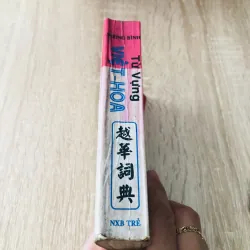 Từ Vựng
VIỆT-HOA
越華詞典
NXB TRẺ